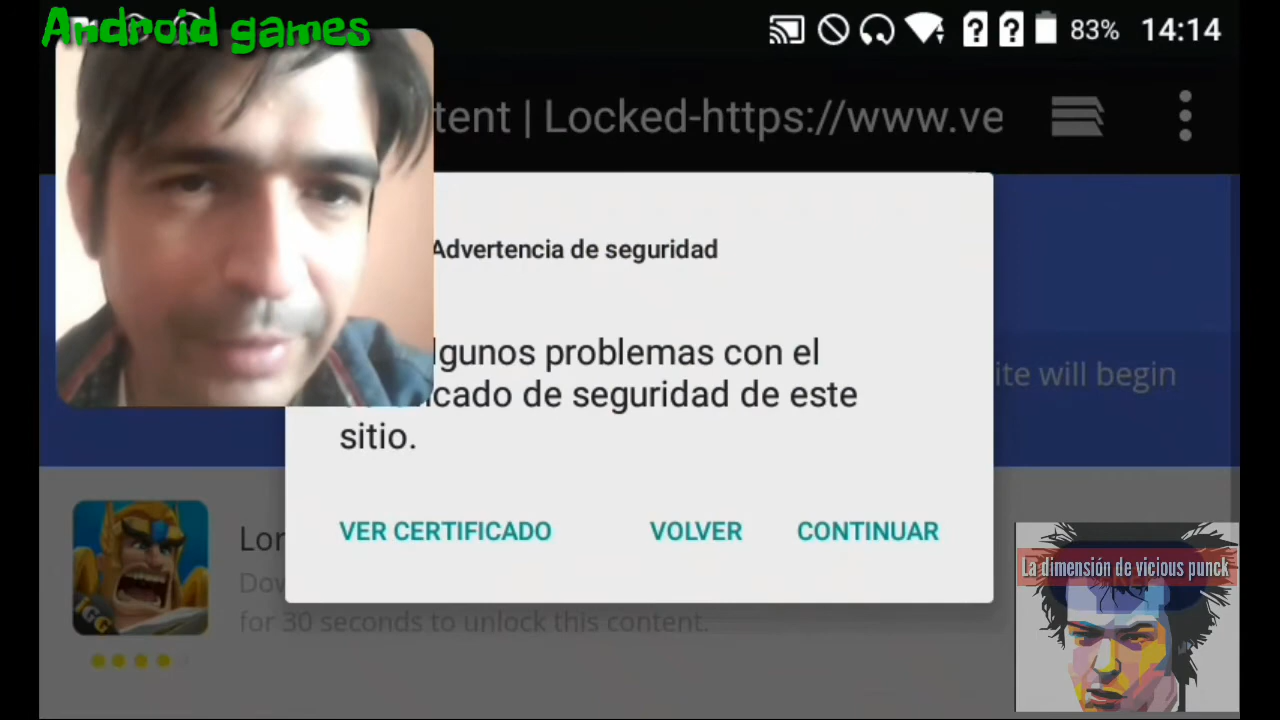 Android games
83% 14:14
tent | Locked-https://www.ve
Advertencia de seguridad
lgunos problemas con el
icado de seguridad de este
sitio.
ite will begin
VER CERTIFICADO VOLVER CONTINUAR
Lor
Dow
for 30 seconds to unlock this content.
IGG
La dimensión de vicious punck